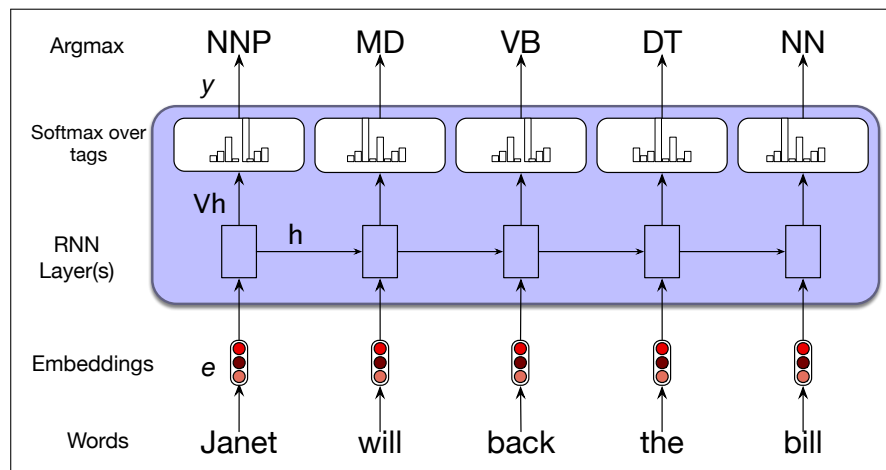 Argmax NNP MD VB DT NN
y
Softmax over
tags
Vh
h
RNN
Layer(s)
Embeddings e
Words Janet will back the bill